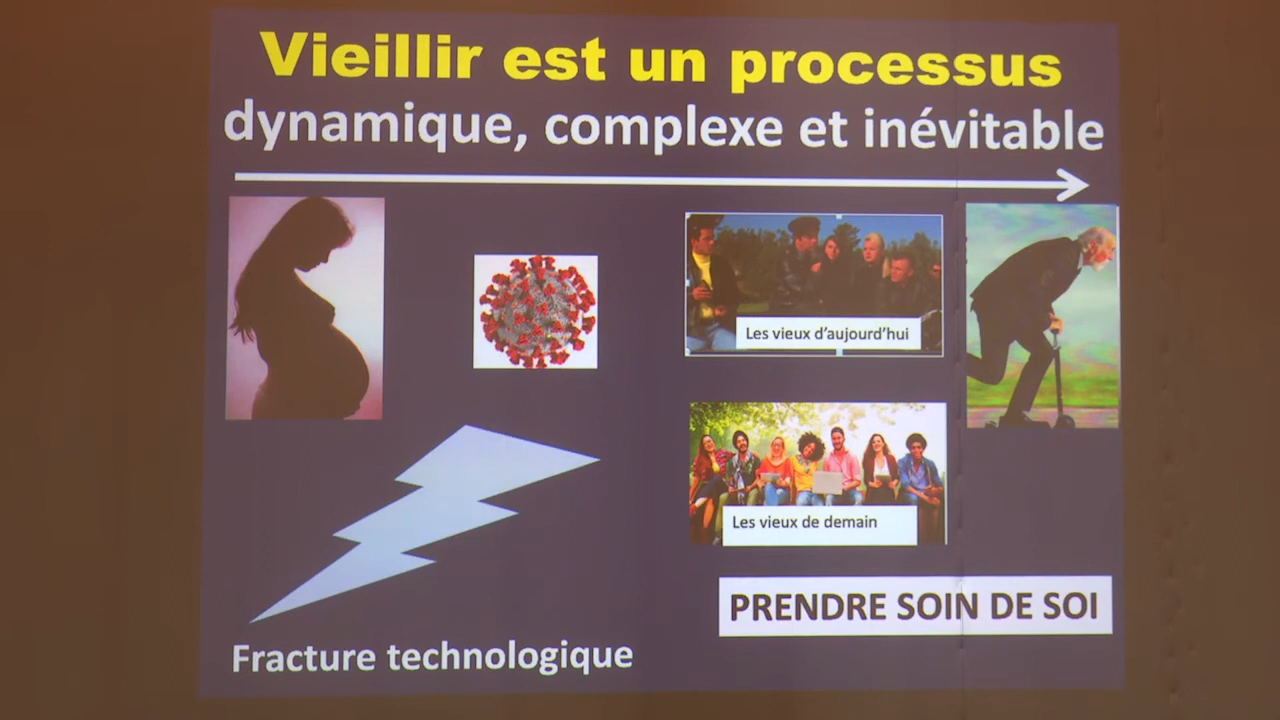 Vieillir est un processus
dynamique, complexe et inévitable
Les vieux d'aujourd'hui
Les vieux de demain
PRENDRE SOIN DE SOI
Fracture technologique